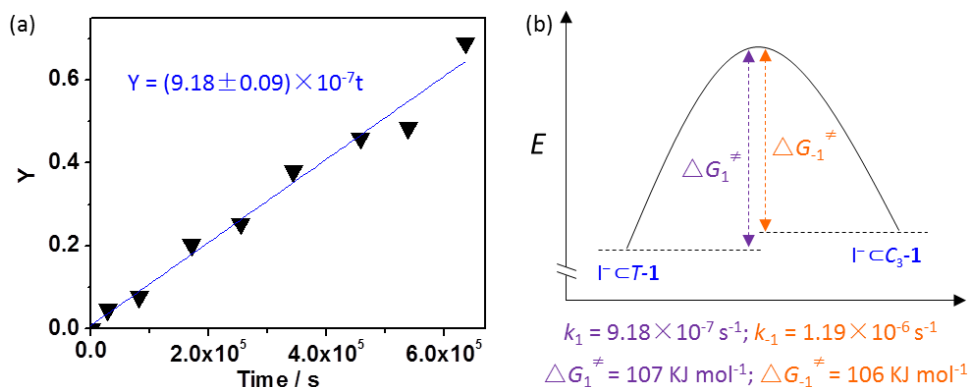 (a)
Y = (9.18±0.09)×10⁻⁷t
Y
0.6
0.4
0.2
0.0
0.0 2.0x10⁵ 4.0x10⁵ 6.0x10⁵
Time / s
(b)
E
△G₁≠ △G₋₁≠
I⁻⊂T-1 I⁻⊂C₃-1
k₁ = 9.18×10⁻⁷ s⁻¹; k₋₁ = 1.19×10⁻⁶ s⁻¹
△G₁≠ = 107 KJ mol⁻¹; △G₋₁≠ = 106 KJ mol⁻¹